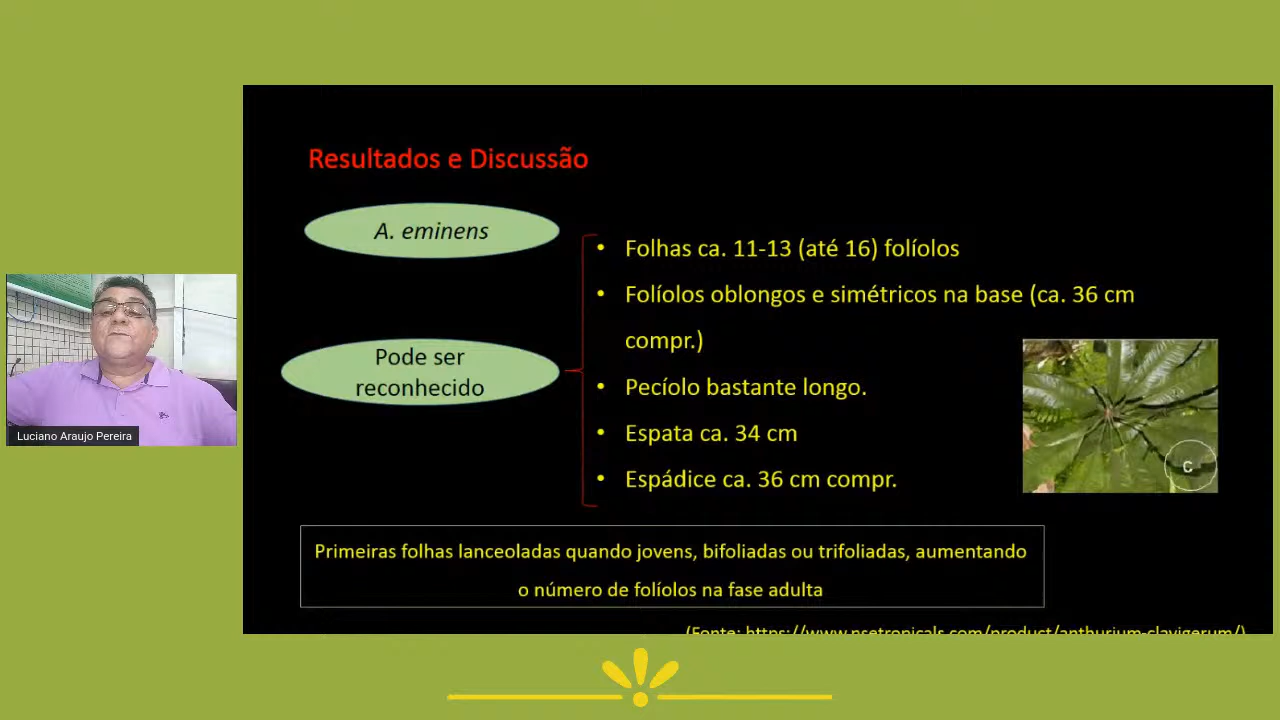 Resultados e Discussão
A. eminens
Pode ser
reconhecido
• Folhas ca. 11-13 (até 16) folíolos
• Folíolos oblongos e simétricos na base (ca. 36 cm
compr.)
• Pecíolo bastante longo.
• Espata ca. 34 cm
• Espádice ca. 36 cm compr.
C
Luciano Araujo Pereira
Primeiras folhas lanceoladas quando jovens, bifoliadas ou trifoliadas, aumentando
o número de folíolos na fase adulta
(Fonte: https://www.nsetropicals.com/product/anthurium-clavigerum/)